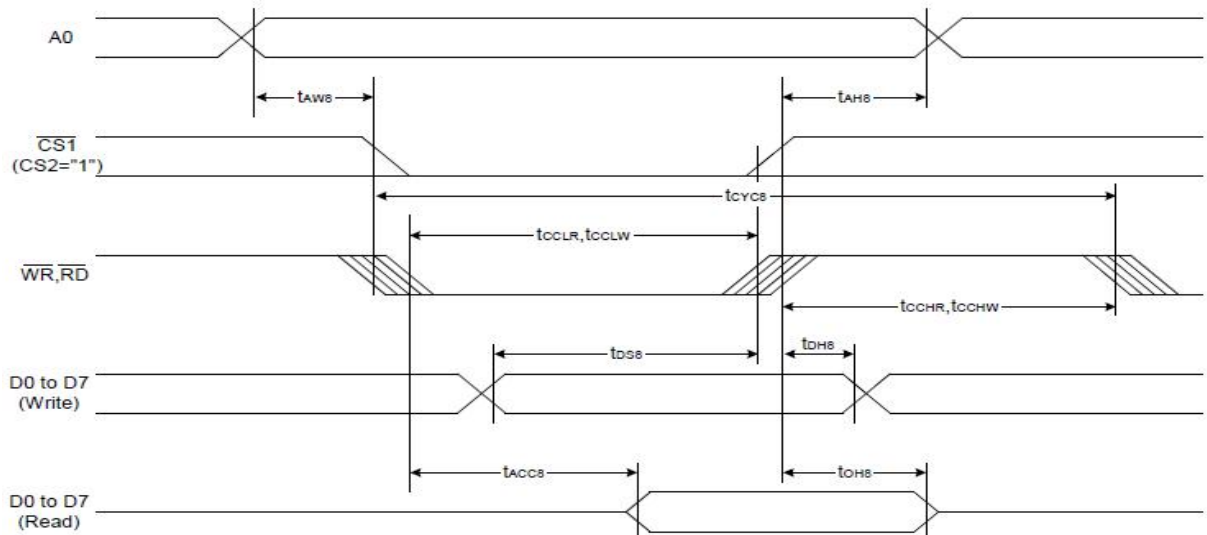 A0
tAW8
tAH8
CS1
(CS2="1")
tCYC8
tCCLR,tCCLW
WR,RD
tCCHR,tCCHW
tDS8
tDH8
D0 to D7
(Write)
tACC8
tOH8
D0 to D7
(Read)